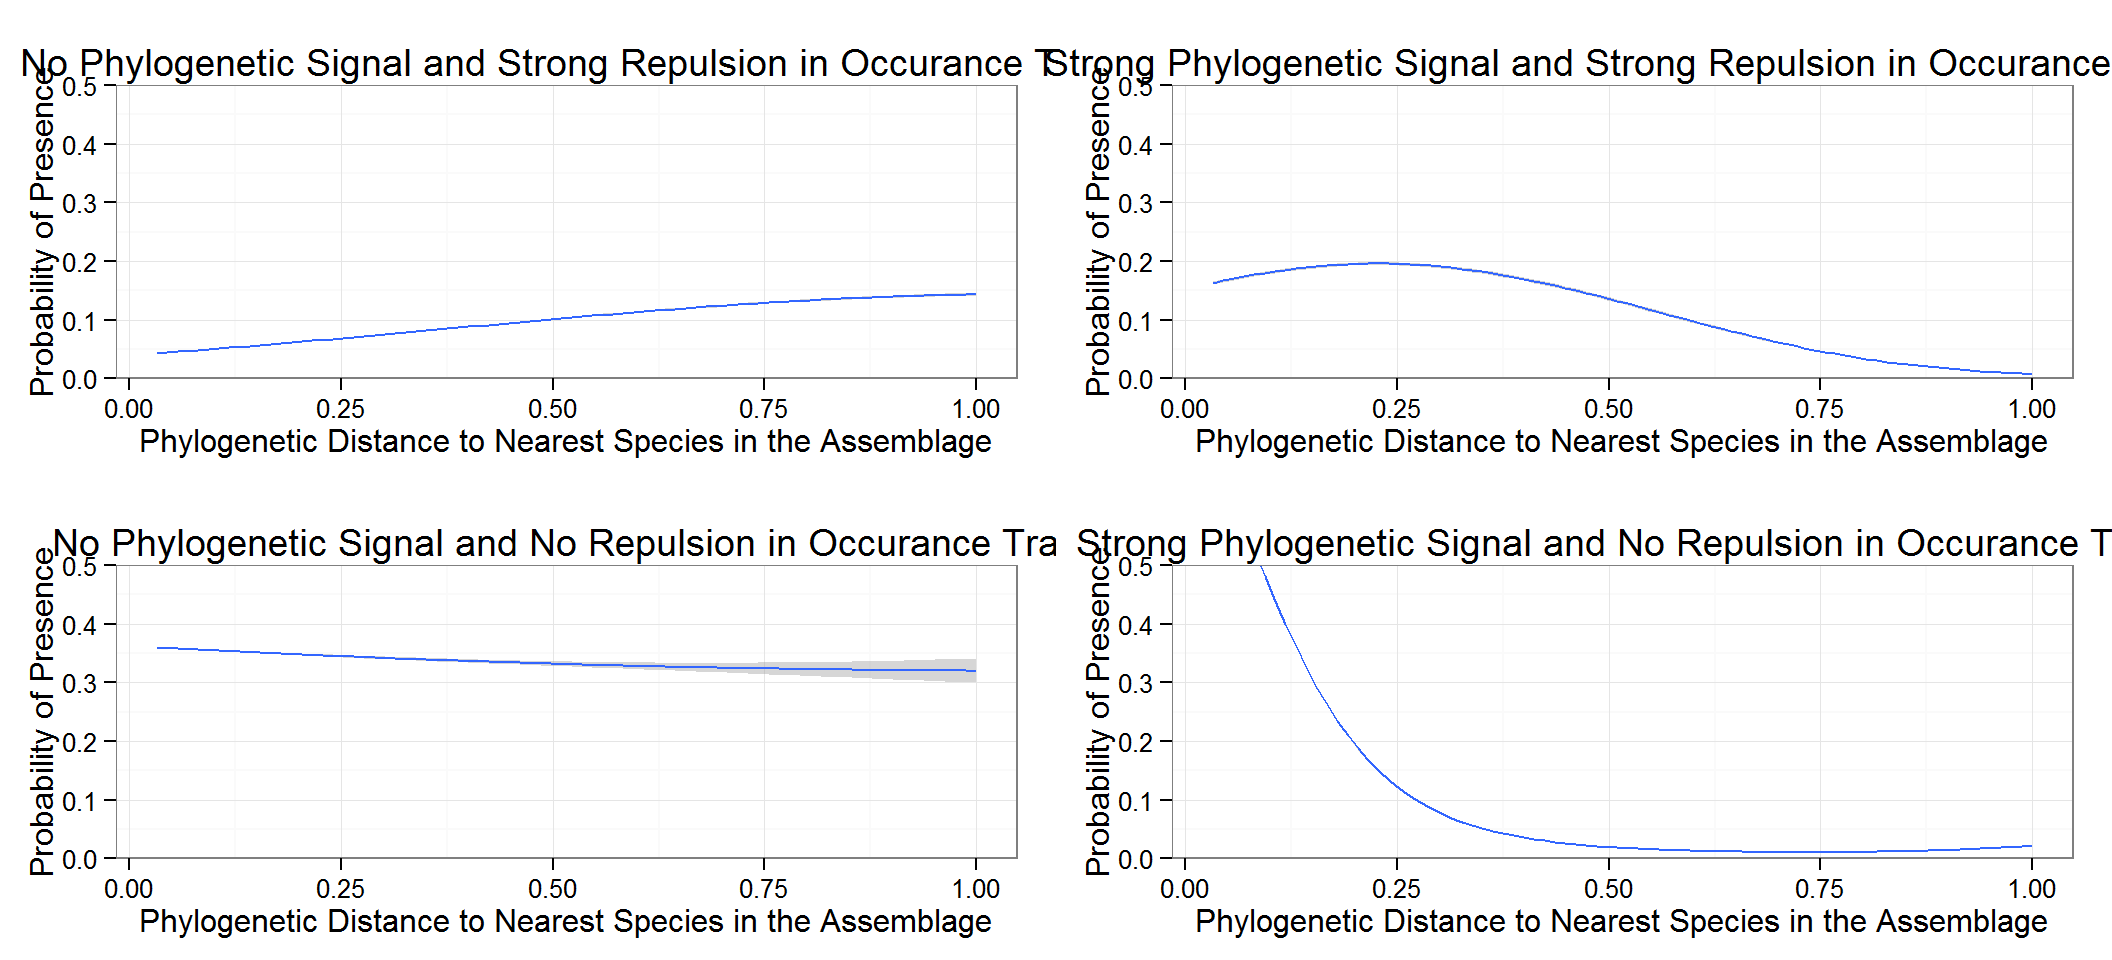 No Phylogenetic Signal and Strong Repulsion in Occurance T
Probability of Presence
0.5
0.4
0.3
0.2
0.1
0.0
0.00 0.25 0.50 0.75 1.00
Phylogenetic Distance to Nearest Species in the Assemblage
Strong Phylogenetic Signal and Strong Repulsion in Occurance
Probability of Presence
0.5
0.4
0.3
0.2
0.1
0.0
0.00 0.25 0.50 0.75 1.00
Phylogenetic Distance to Nearest Species in the Assemblage
No Phylogenetic Signal and No Repulsion in Occurance Tra
Probability of Presence
0.5
0.4
0.3
0.2
0.1
0.0
0.00 0.25 0.50 0.75 1.00
Phylogenetic Distance to Nearest Species in the Assemblage
Strong Phylogenetic Signal and No Repulsion in Occurance T
Probability of Presence
0.5
0.4
0.3
0.2
0.1
0.0
0.00 0.25 0.50 0.75 1.00
Phylogenetic Distance to Nearest Species in the Assemblage